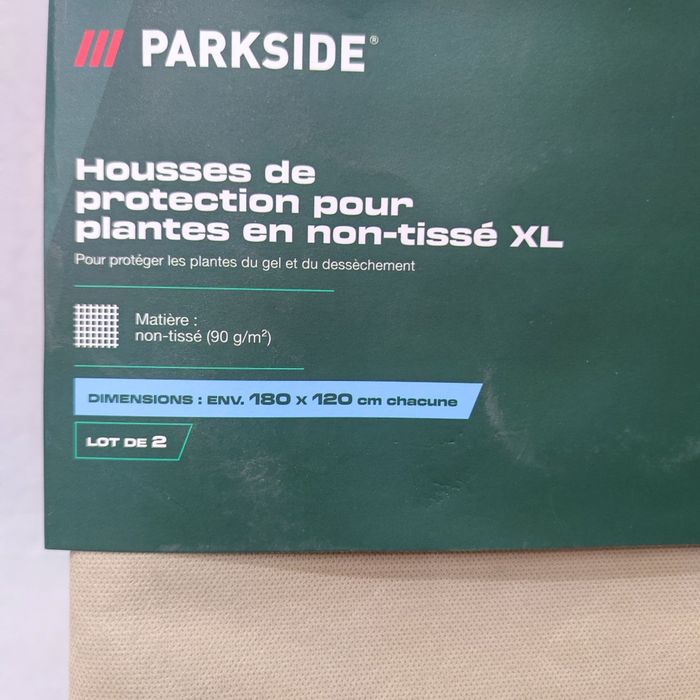 PARKSIDE®
Housses de
protection pour
plantes en non-tissé XL
Pour protéger les plantes du gel et du dessèchement
Matière :
non-tissé (90 g/m²)
DIMENSIONS : ENV. 180 x 120 cm chacune
LOT DE 2